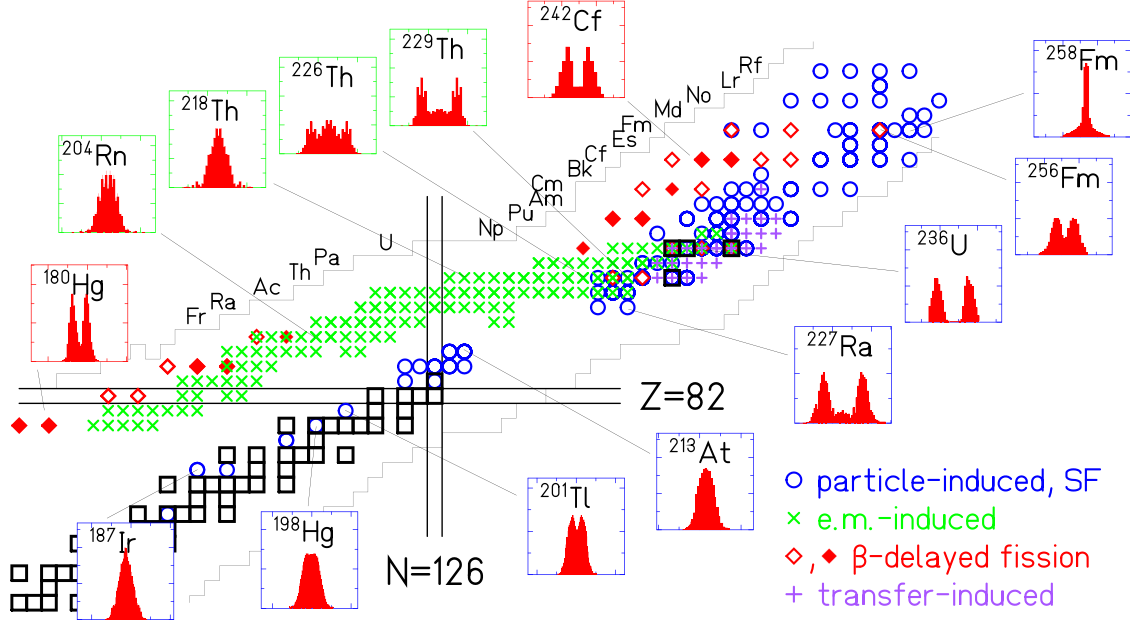 ²⁴²Cf
²²⁹Th
²²⁶Th
²¹⁸Th
²⁰⁴Rn
¹⁸⁰Hg
²⁵⁸Fm
²⁵⁶Fm
²³⁶U
²²⁷Ra
²¹³At
²⁰¹Tl
¹⁹⁸Hg
¹⁸⁷Ir
Rf
Lr
No
Md
Fm
Es
Cf
Bk
Cm
Am
Pu
Np
U
Pa
Th
Ac
Ra
Fr
Z=82
N=126
particle-induced, SF
e.m.-induced
, β-delayed fission
transfer-induced